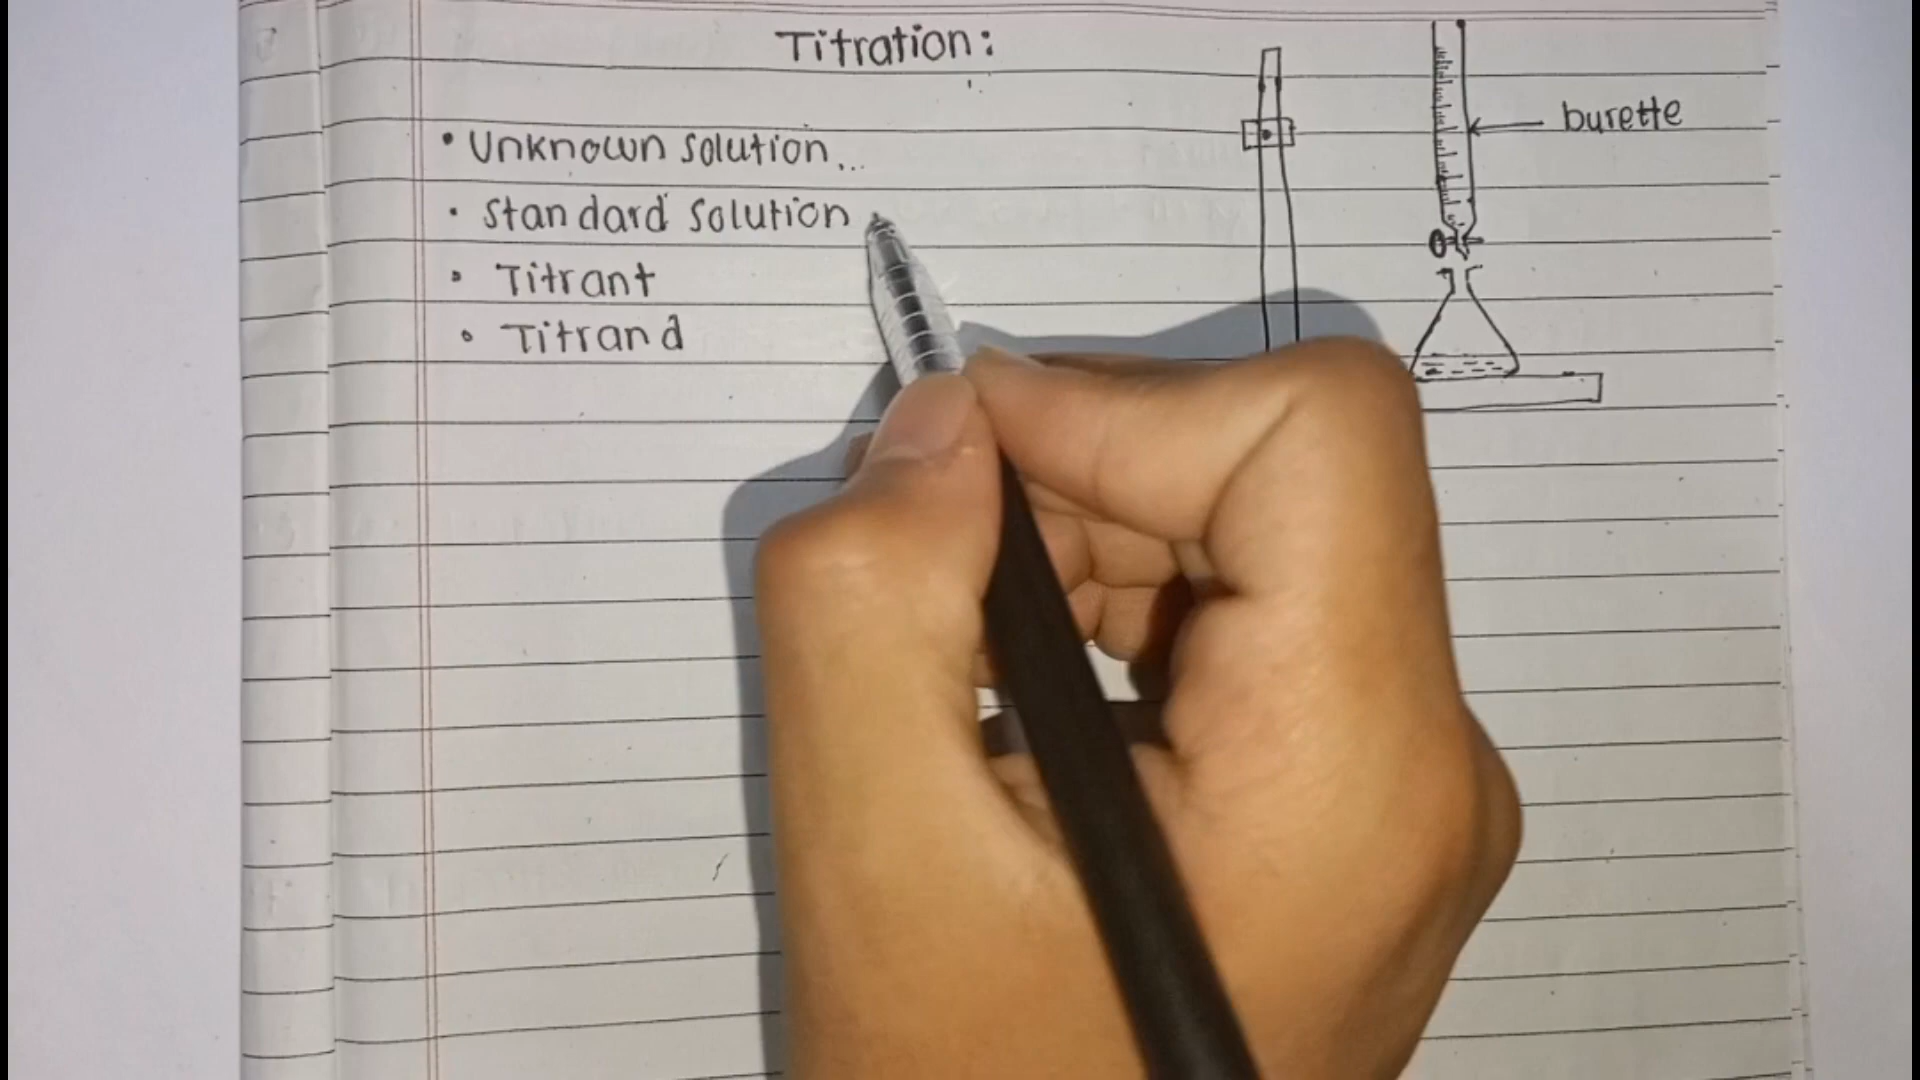 Titration:
burette
• Unknown Solution...
• Standard Solution
• Titrant
• Titrand